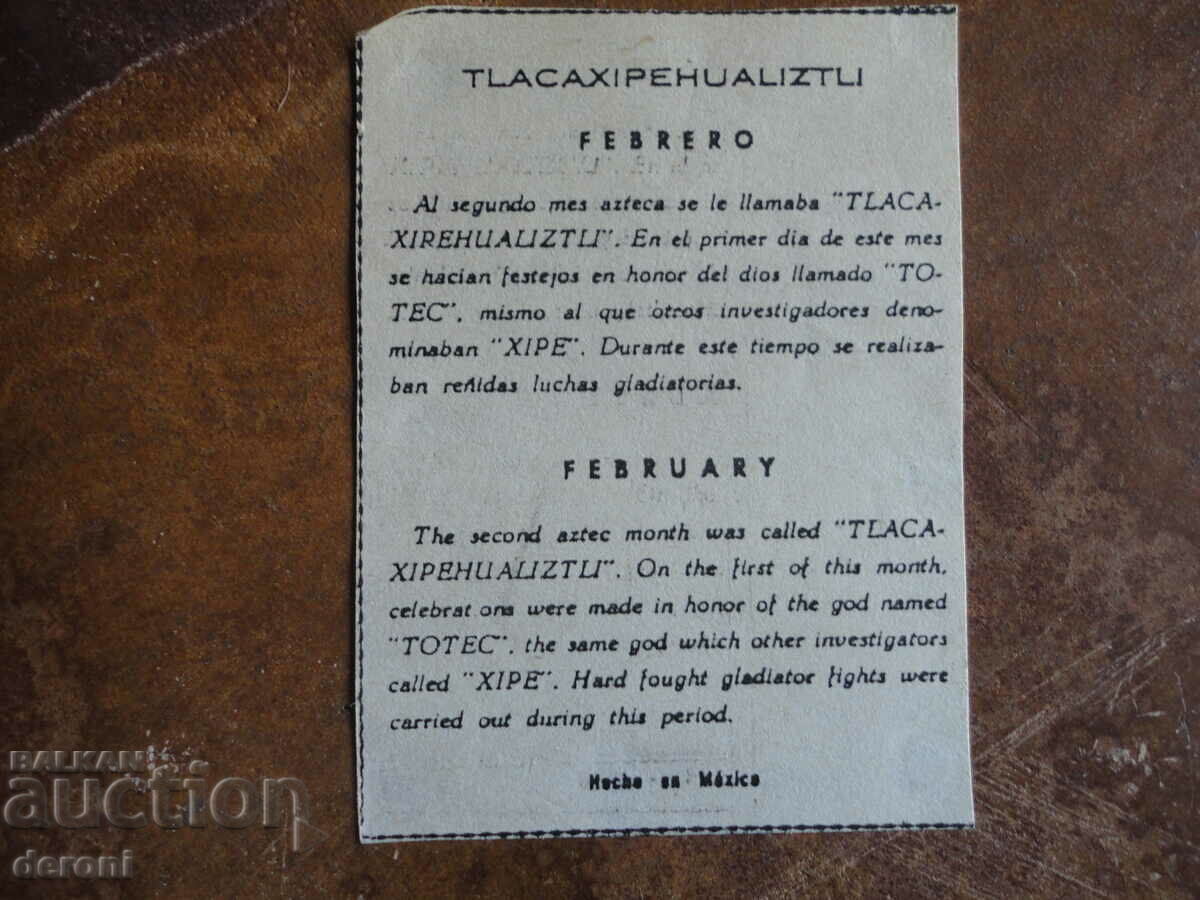 TLACAXIPEHUALIZTLI
FEBRERO
Al segundo mes azteca se le llamaba "TLACA-
XIREHUALIZTLI". En el primer dia de este mes
se hacian festejos en honor del dios llamado "TO-
TEC", mismo al que otros investigadores deno-
minaban "XIPE". Durante este tiempo se realiza-
ban reñidas luchas gladiatorias.
FEBRUARY
The second aztec month was called "TLACA-
XIPEHUALIZTLI". On the first of this month,
celebrat ons were made in honor of the god named
"TOTEC", the same god which other investigators
called "XIPE". Hard fought gladiator fights were
carried out during this period.
Hecho en México
BALKAN
auction
deroni